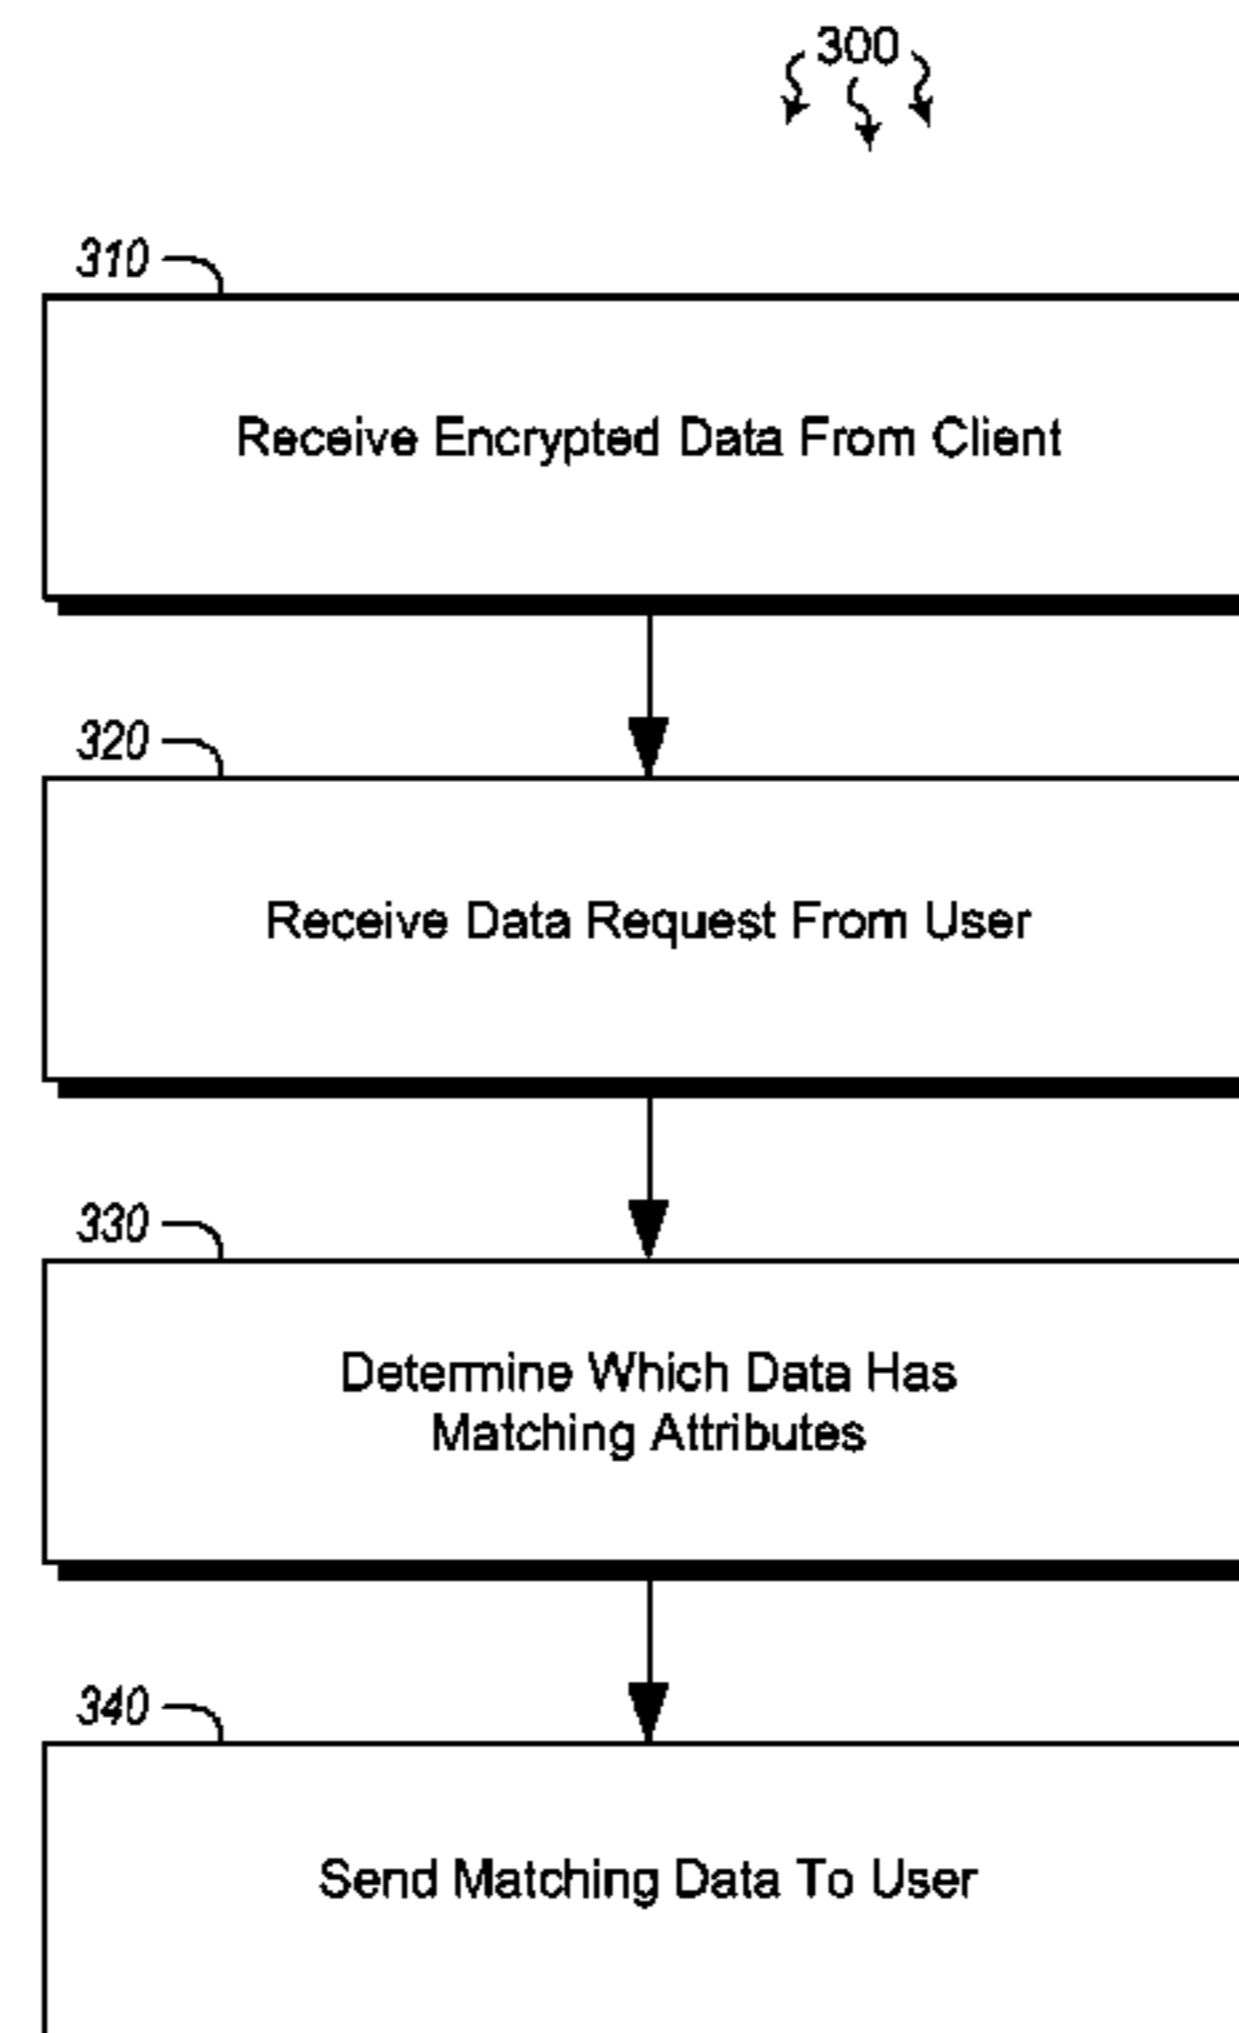 300
310
Receive Encrypted Data From Client
320
Receive Data Request From User
330
Determine Which Data Has
Matching Attributes
340
Send Matching Data To User